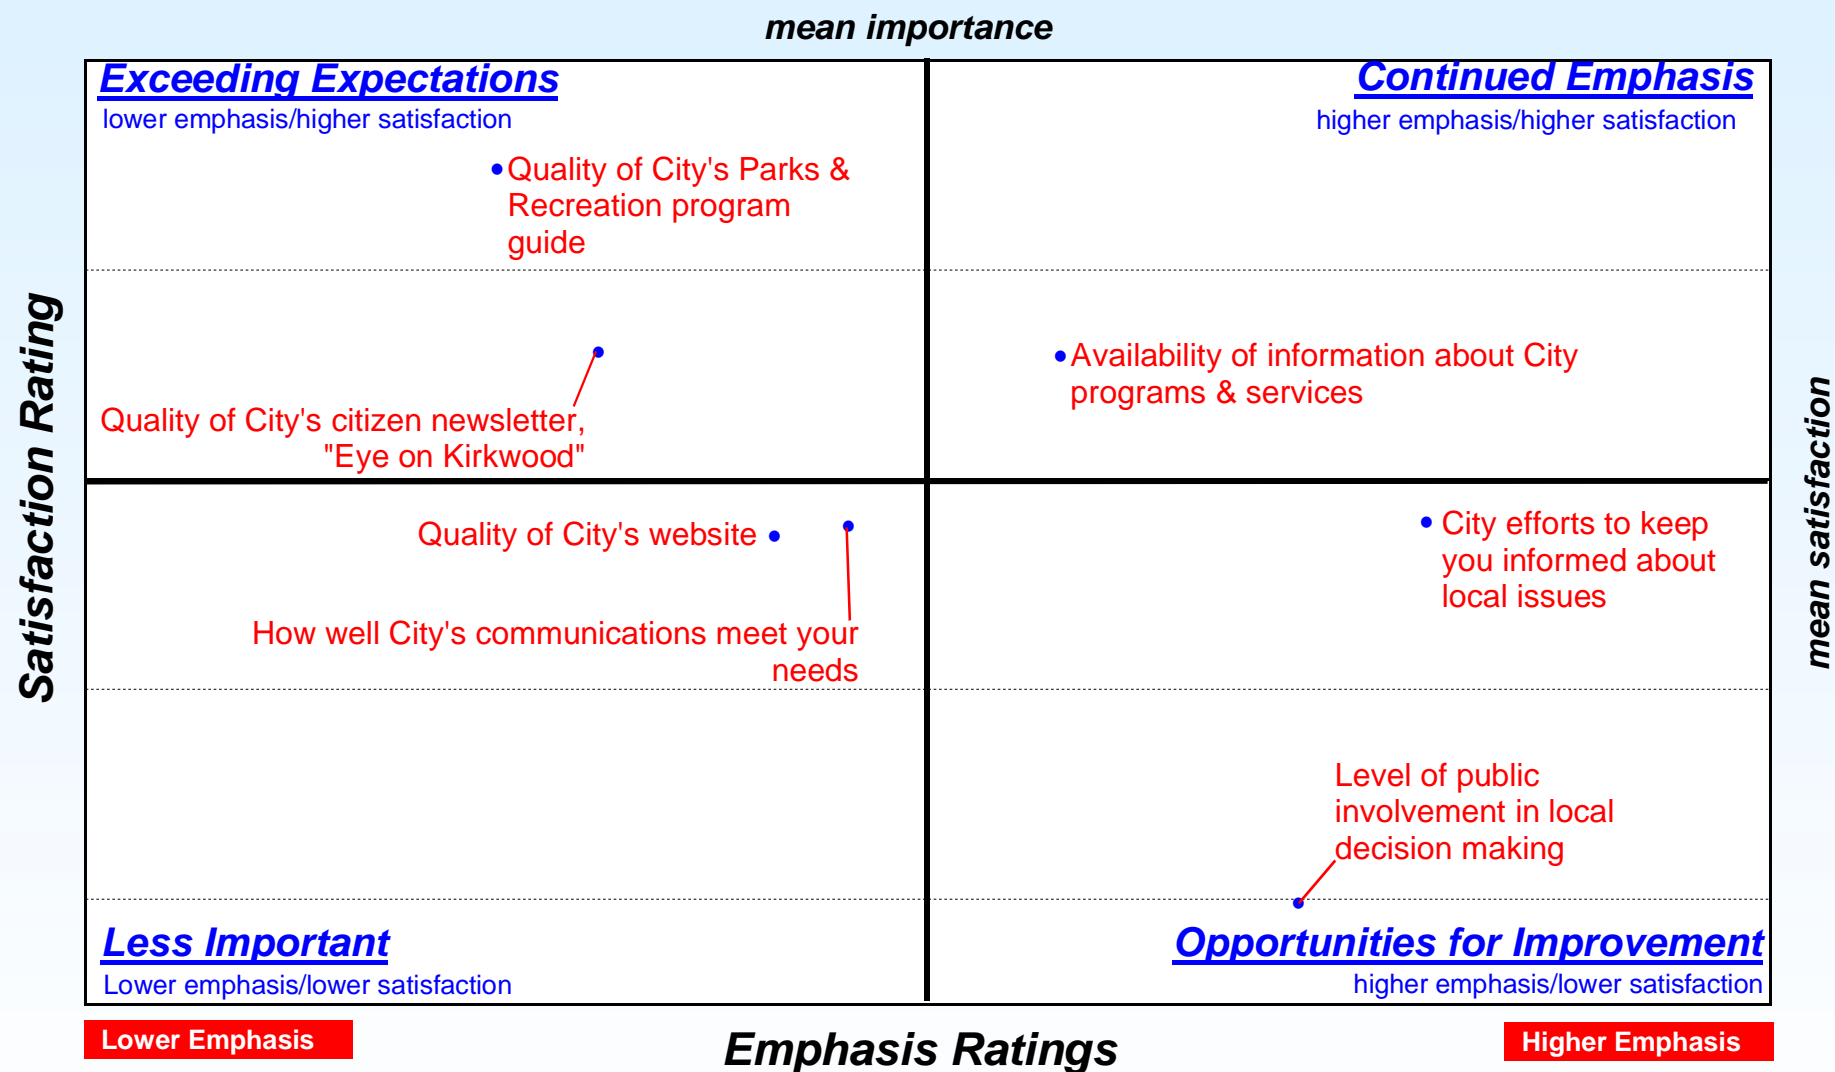 mean importance
Exceeding Expectations
lower emphasis/higher satisfaction
Continued Emphasis
higher emphasis/higher satisfaction
Quality of City's Parks &
Recreation program
guide
Quality of City's citizen newsletter,
"Eye on Kirkwood"
Availability of information about City
programs & services
Satisfaction Rating
mean satisfaction
Quality of City's website
How well City's communications meet your
needs
City efforts to keep
you informed about
local issues
Level of public
involvement in local
decision making
Less Important
Lower emphasis/lower satisfaction
Opportunities for Improvement
higher emphasis/lower satisfaction
Lower Emphasis
Emphasis Ratings
Higher Emphasis